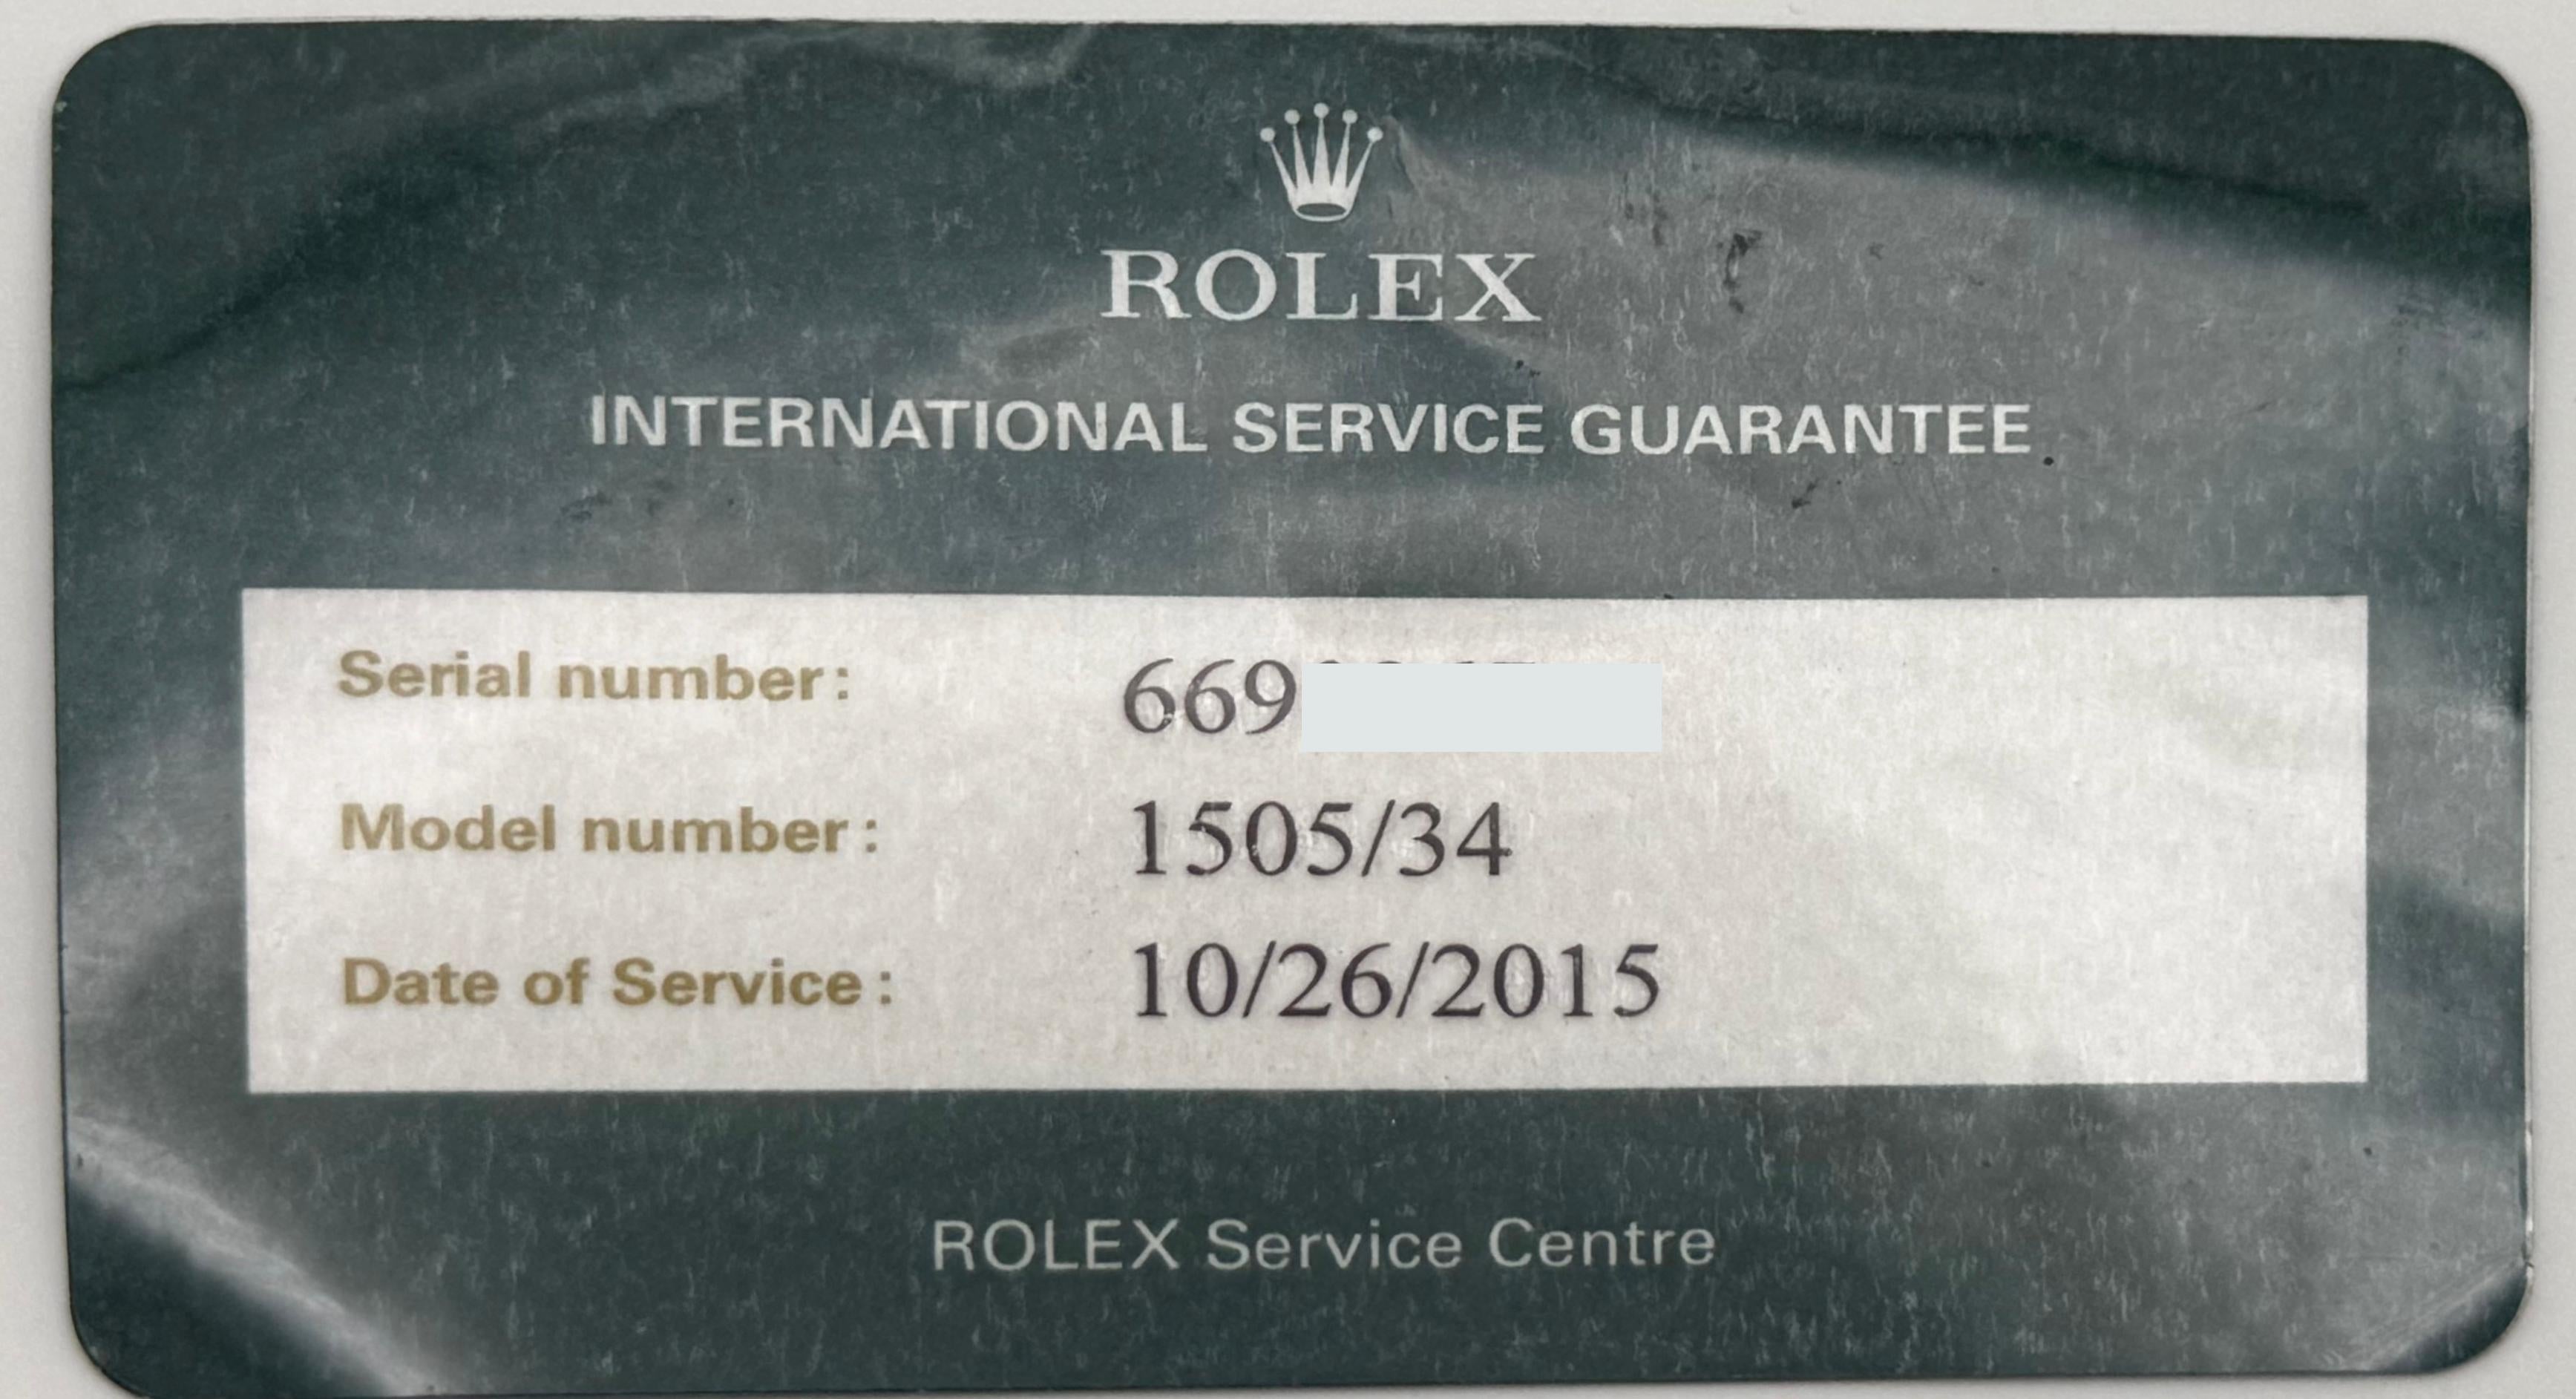 ROLEX
INTERNATIONAL SERVICE GUARANTEE
Serial number: 669
Model number: 1505/34
Date of Service: 10/26/2015
ROLEX Service Centre